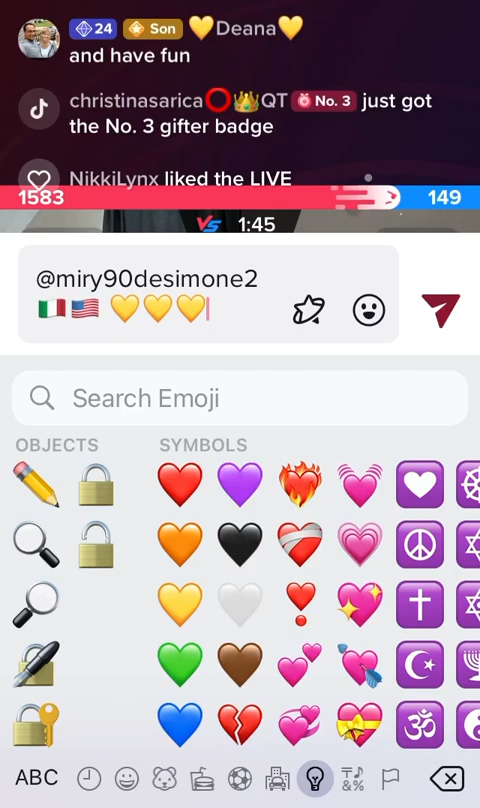 24 Son 💛Deana💛
and have fun
christinasarica⭕👑QT No. 3 just got
the No. 3 gifter badge
NikkiLynx liked the LIVE
1583 149
VS 1:45
@miry90desimone2
🇮🇹🇺🇸 💛💛💛
Search Emoji
OBJECTS SYMBOLS
ABC